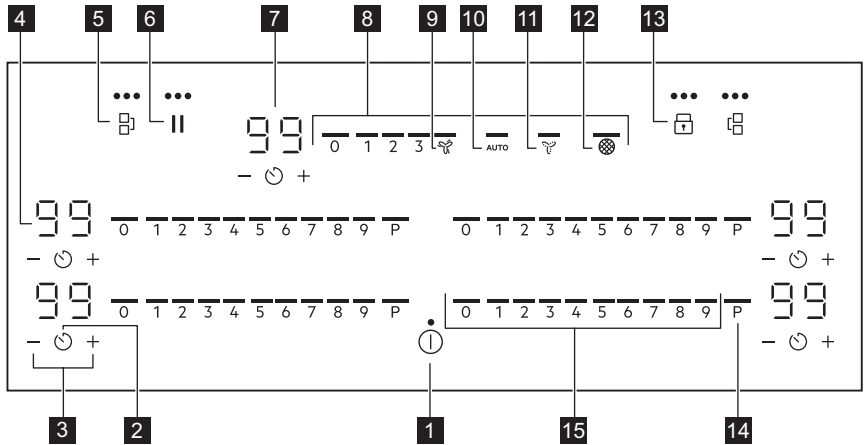 4 5 6 7 8 9 10 11 12 13
99 0 1 2 3 AUTO
− +
99 0 1 2 3 4 5 6 7 8 9 P 0 1 2 3 4 5 6 7 8 9 P 99
− + − +
99 0 1 2 3 4 5 6 7 8 9 P 0 1 2 3 4 5 6 7 8 9 P 99
− + − +
3 2 1 15 14